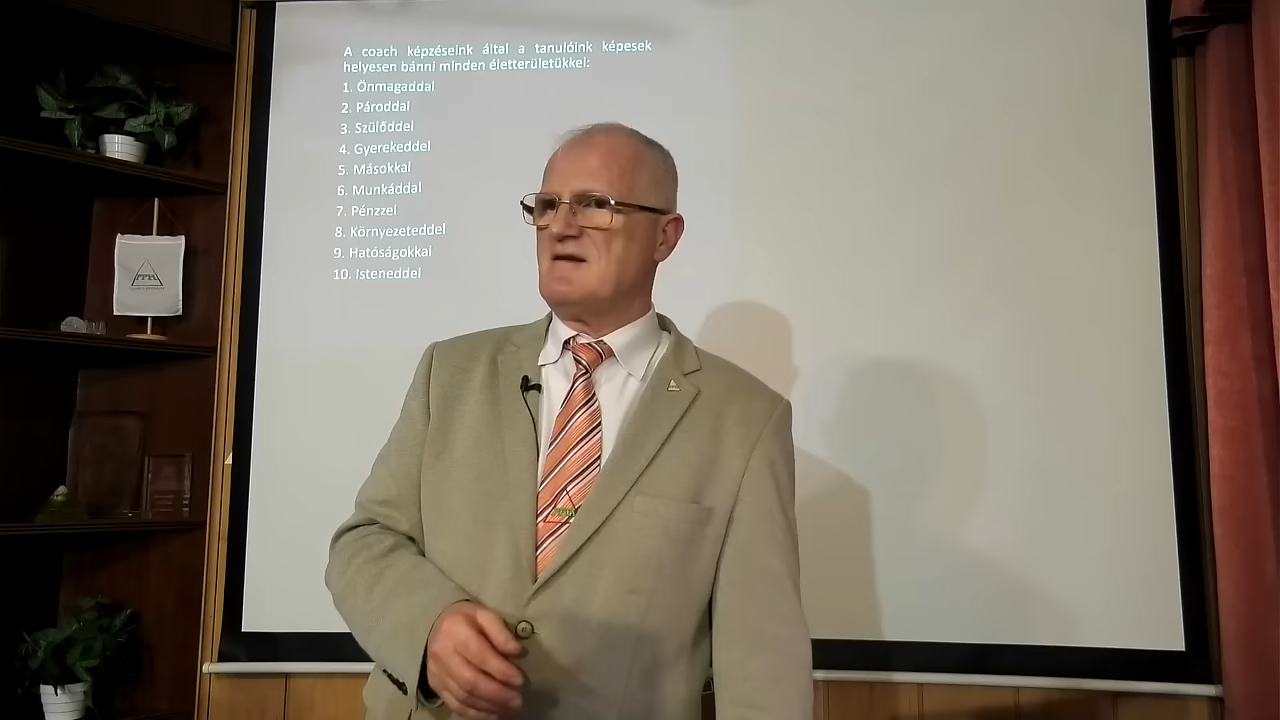 A coach képzéseink által a tanulóink képesek
helyesen bánni minden életterületükkel:
1. Önmagaddal
2. Pároddal
3. Szülőddel
4. Gyerekeddel
5. Másokkal
6. Munkáddal
7. Pénzzel
8. Környezeteddel
9. Hatóságokkal
10. Isteneddel